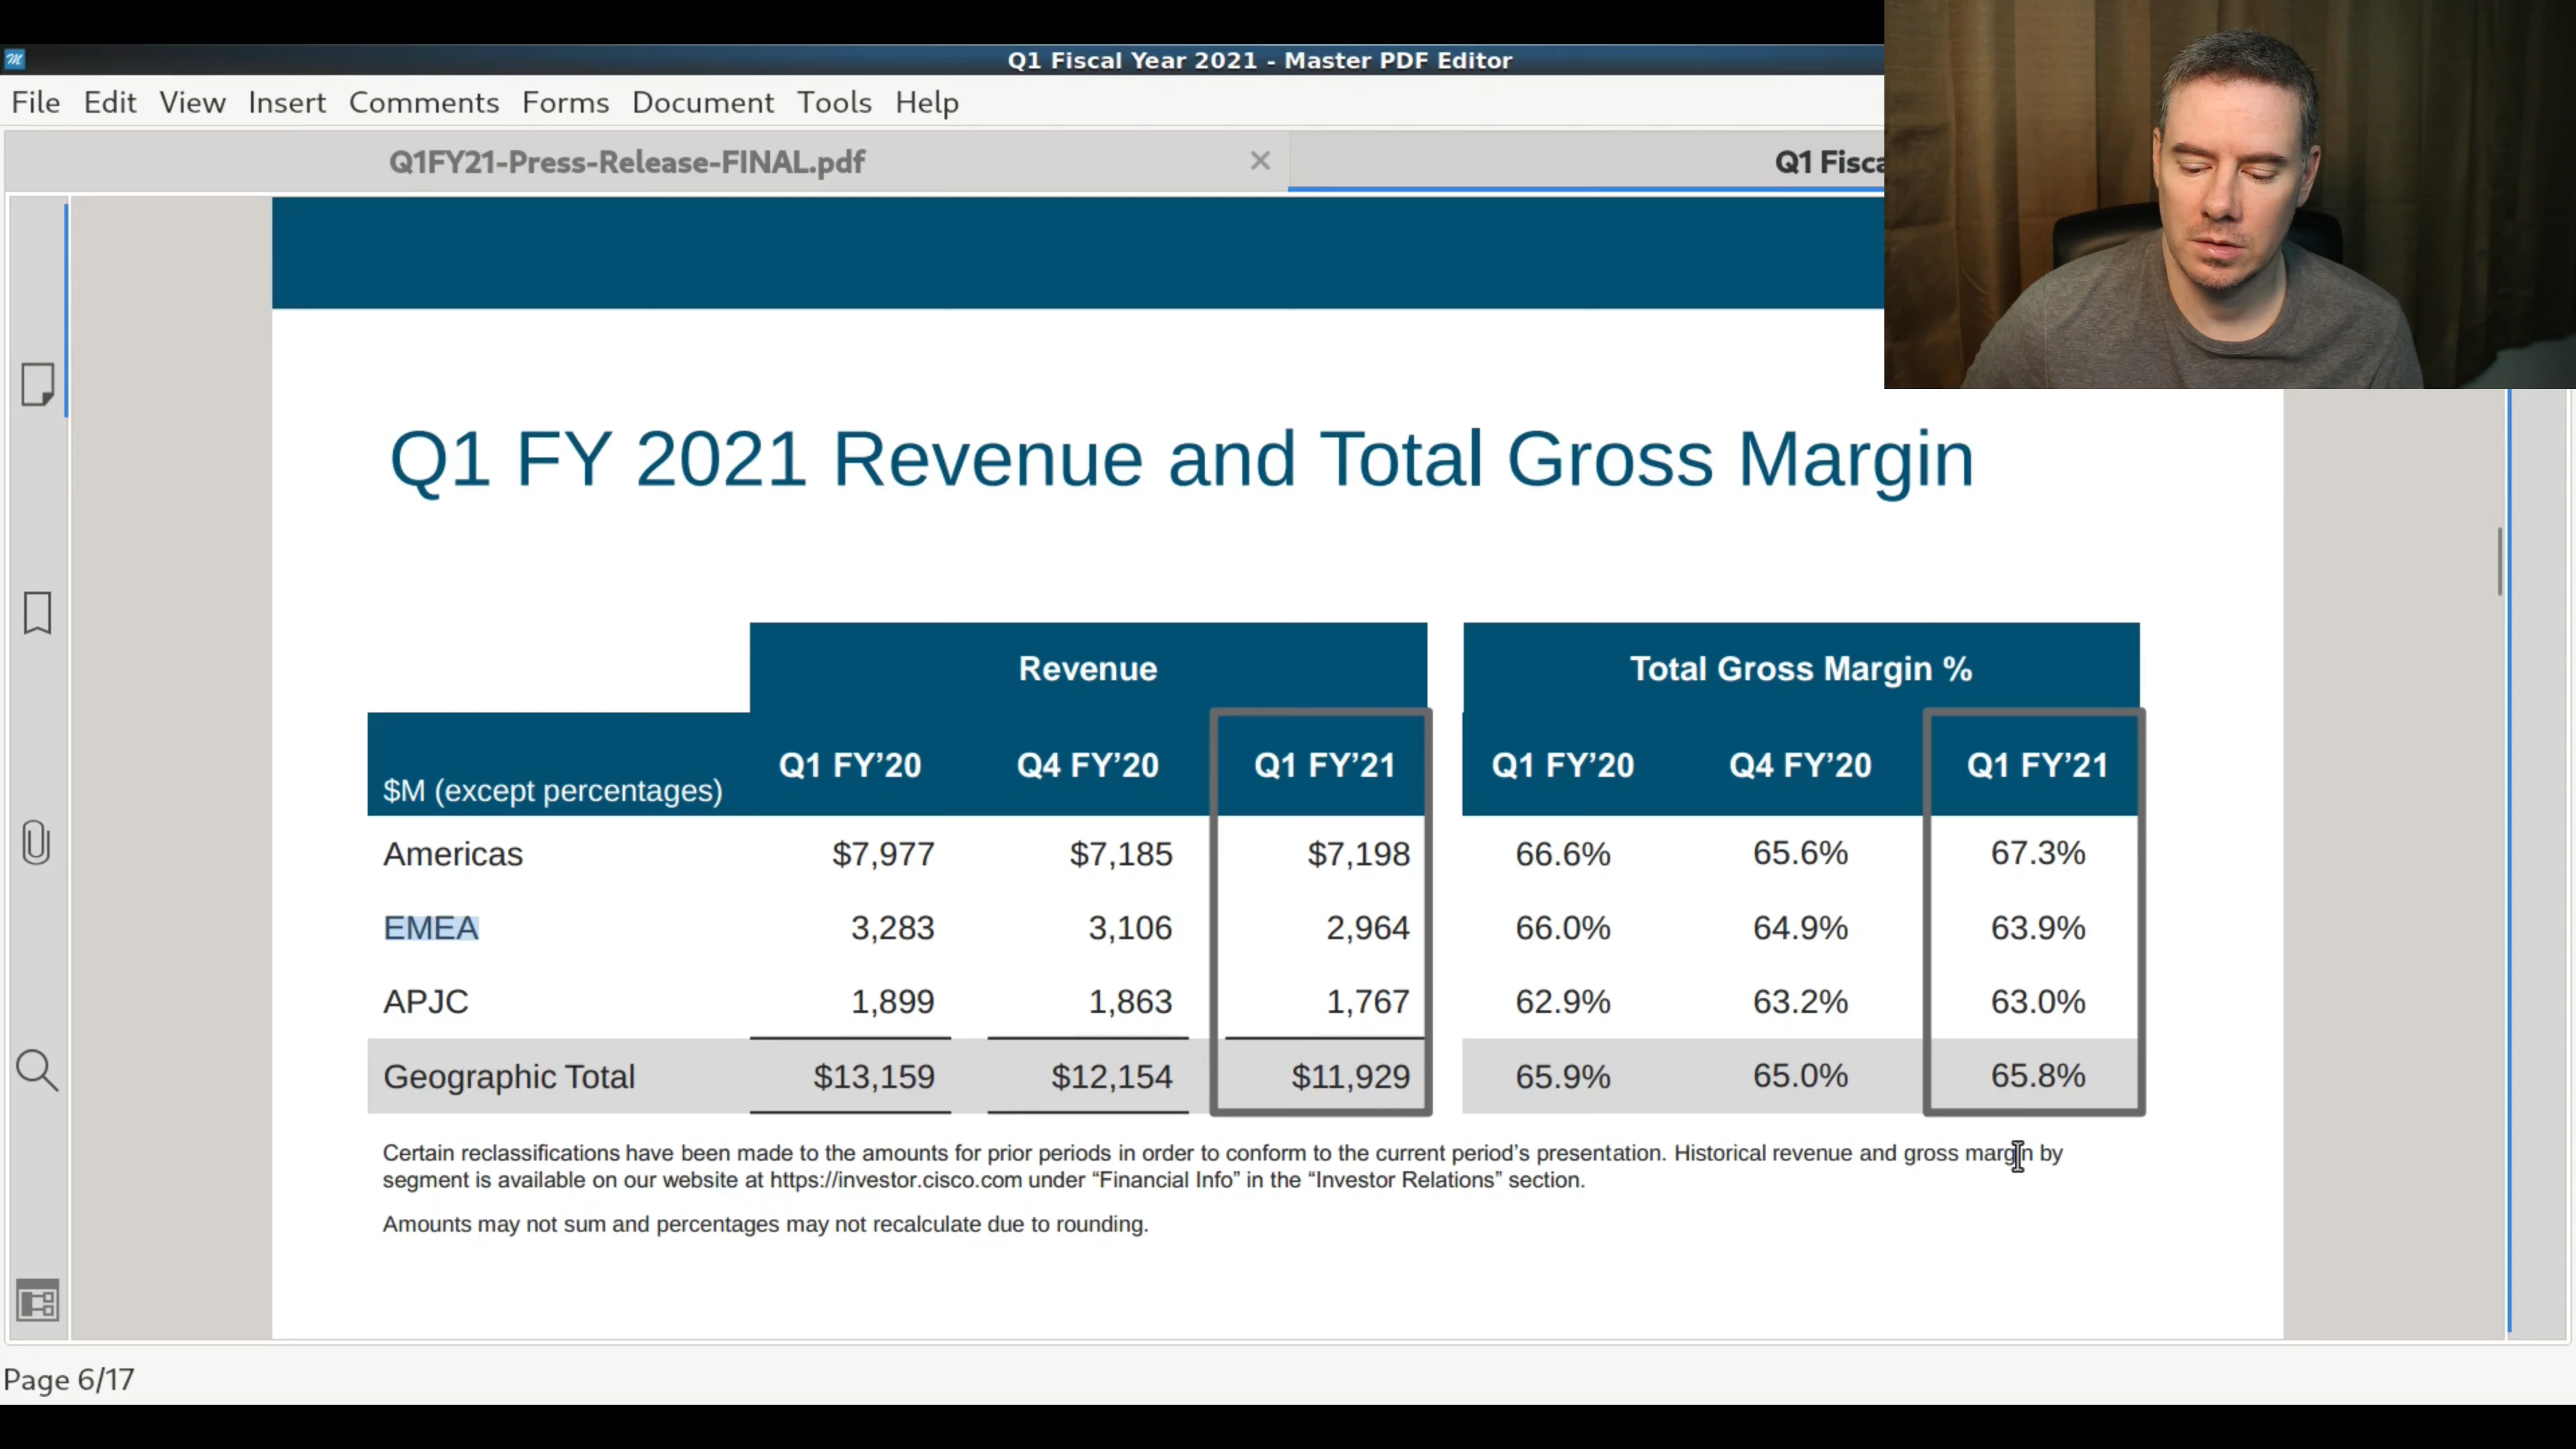 Q1 Fiscal Year 2021 - Master PDF Editor
File Edit View Insert Comments Forms Document Tools Help
Q1FY21-Press-Release-FINAL.pdf Q1 Fisca
Q1 FY 2021 Revenue and Total Gross Margin
Revenue Total Gross Margin %
$M (except percentages) Q1 FY’20 Q4 FY’20 Q1 FY’21 Q1 FY’20 Q4 FY’20 Q1 FY’21
Americas $7,977 $7,185 $7,198 66.6% 65.6% 67.3%
EMEA 3,283 3,106 2,964 66.0% 64.9% 63.9%
APJC 1,899 1,863 1,767 62.9% 63.2% 63.0%
Geographic Total $13,159 $12,154 $11,929 65.9% 65.0% 65.8%
Certain reclassifications have been made to the amounts for prior periods in order to conform to the current period’s presentation. Historical revenue and gross margin by
segment is available on our website at https://investor.cisco.com under “Financial Info” in the “Investor Relations” section.
Amounts may not sum and percentages may not recalculate due to rounding.
Page 6/17